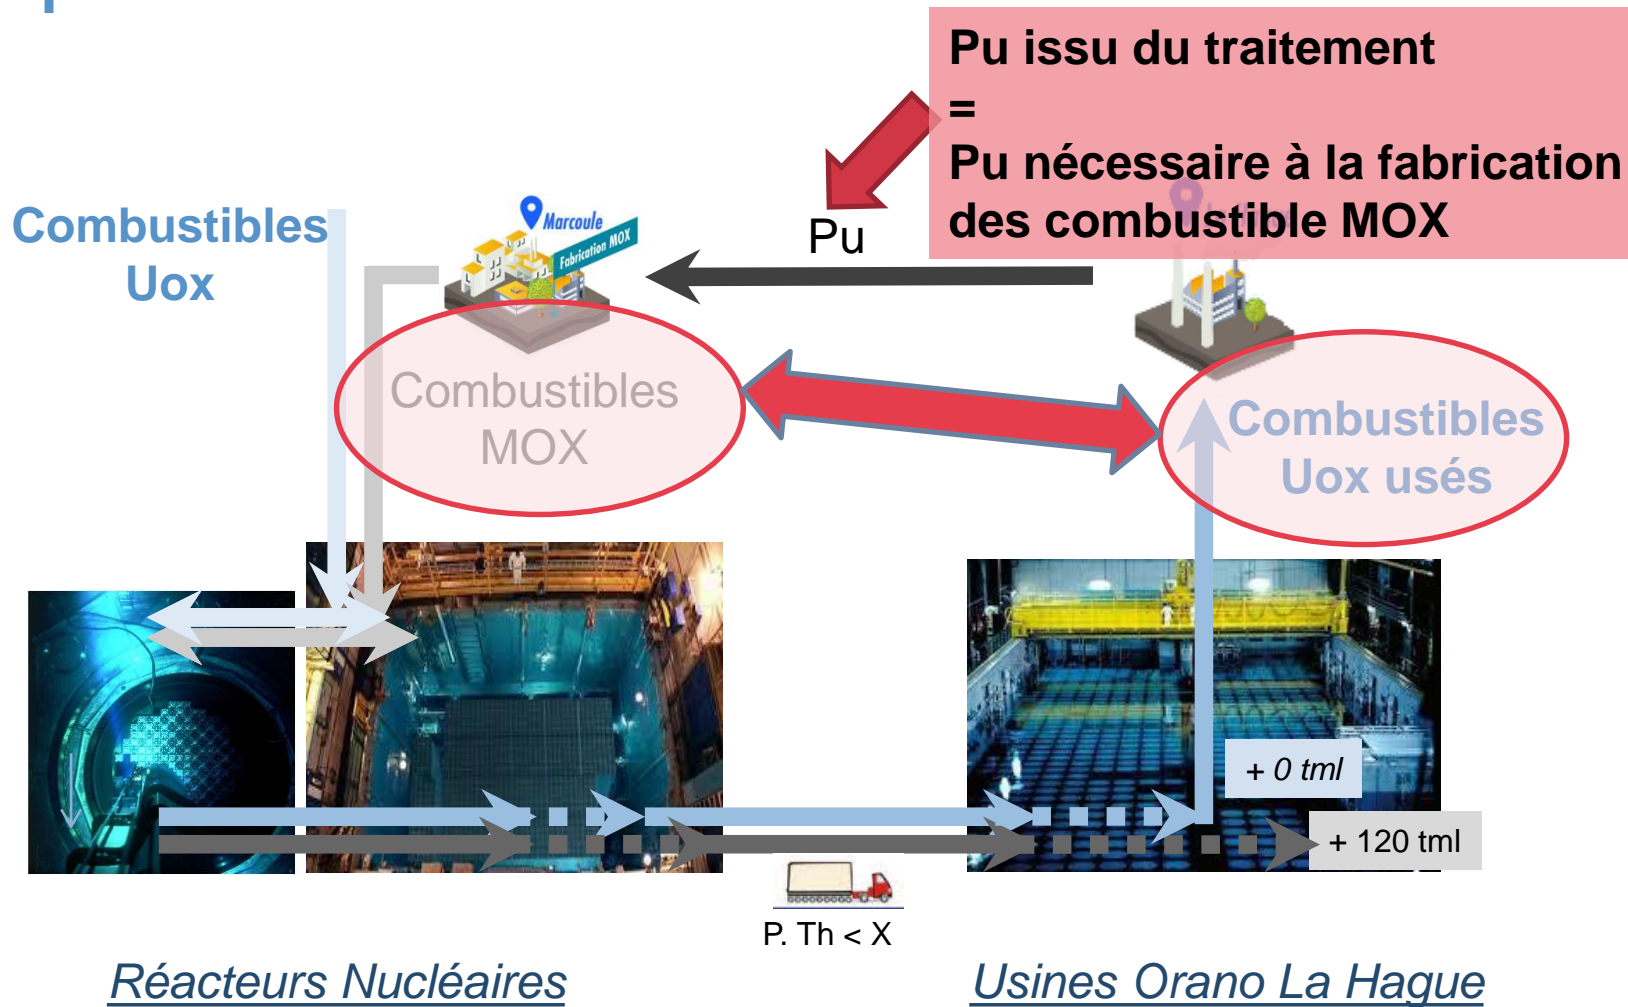 Pu issu du traitement
=
Pu nécessaire à la fabrication
des combustible MOX
Combustibles
Uox
Marcoule
Fabrication MOX
Pu
Combustibles
MOX
Combustibles
Uox usés
+ 0 tml
+ 120 tml
P. Th < X
Réacteurs Nucléaires
Usines Orano La Hague